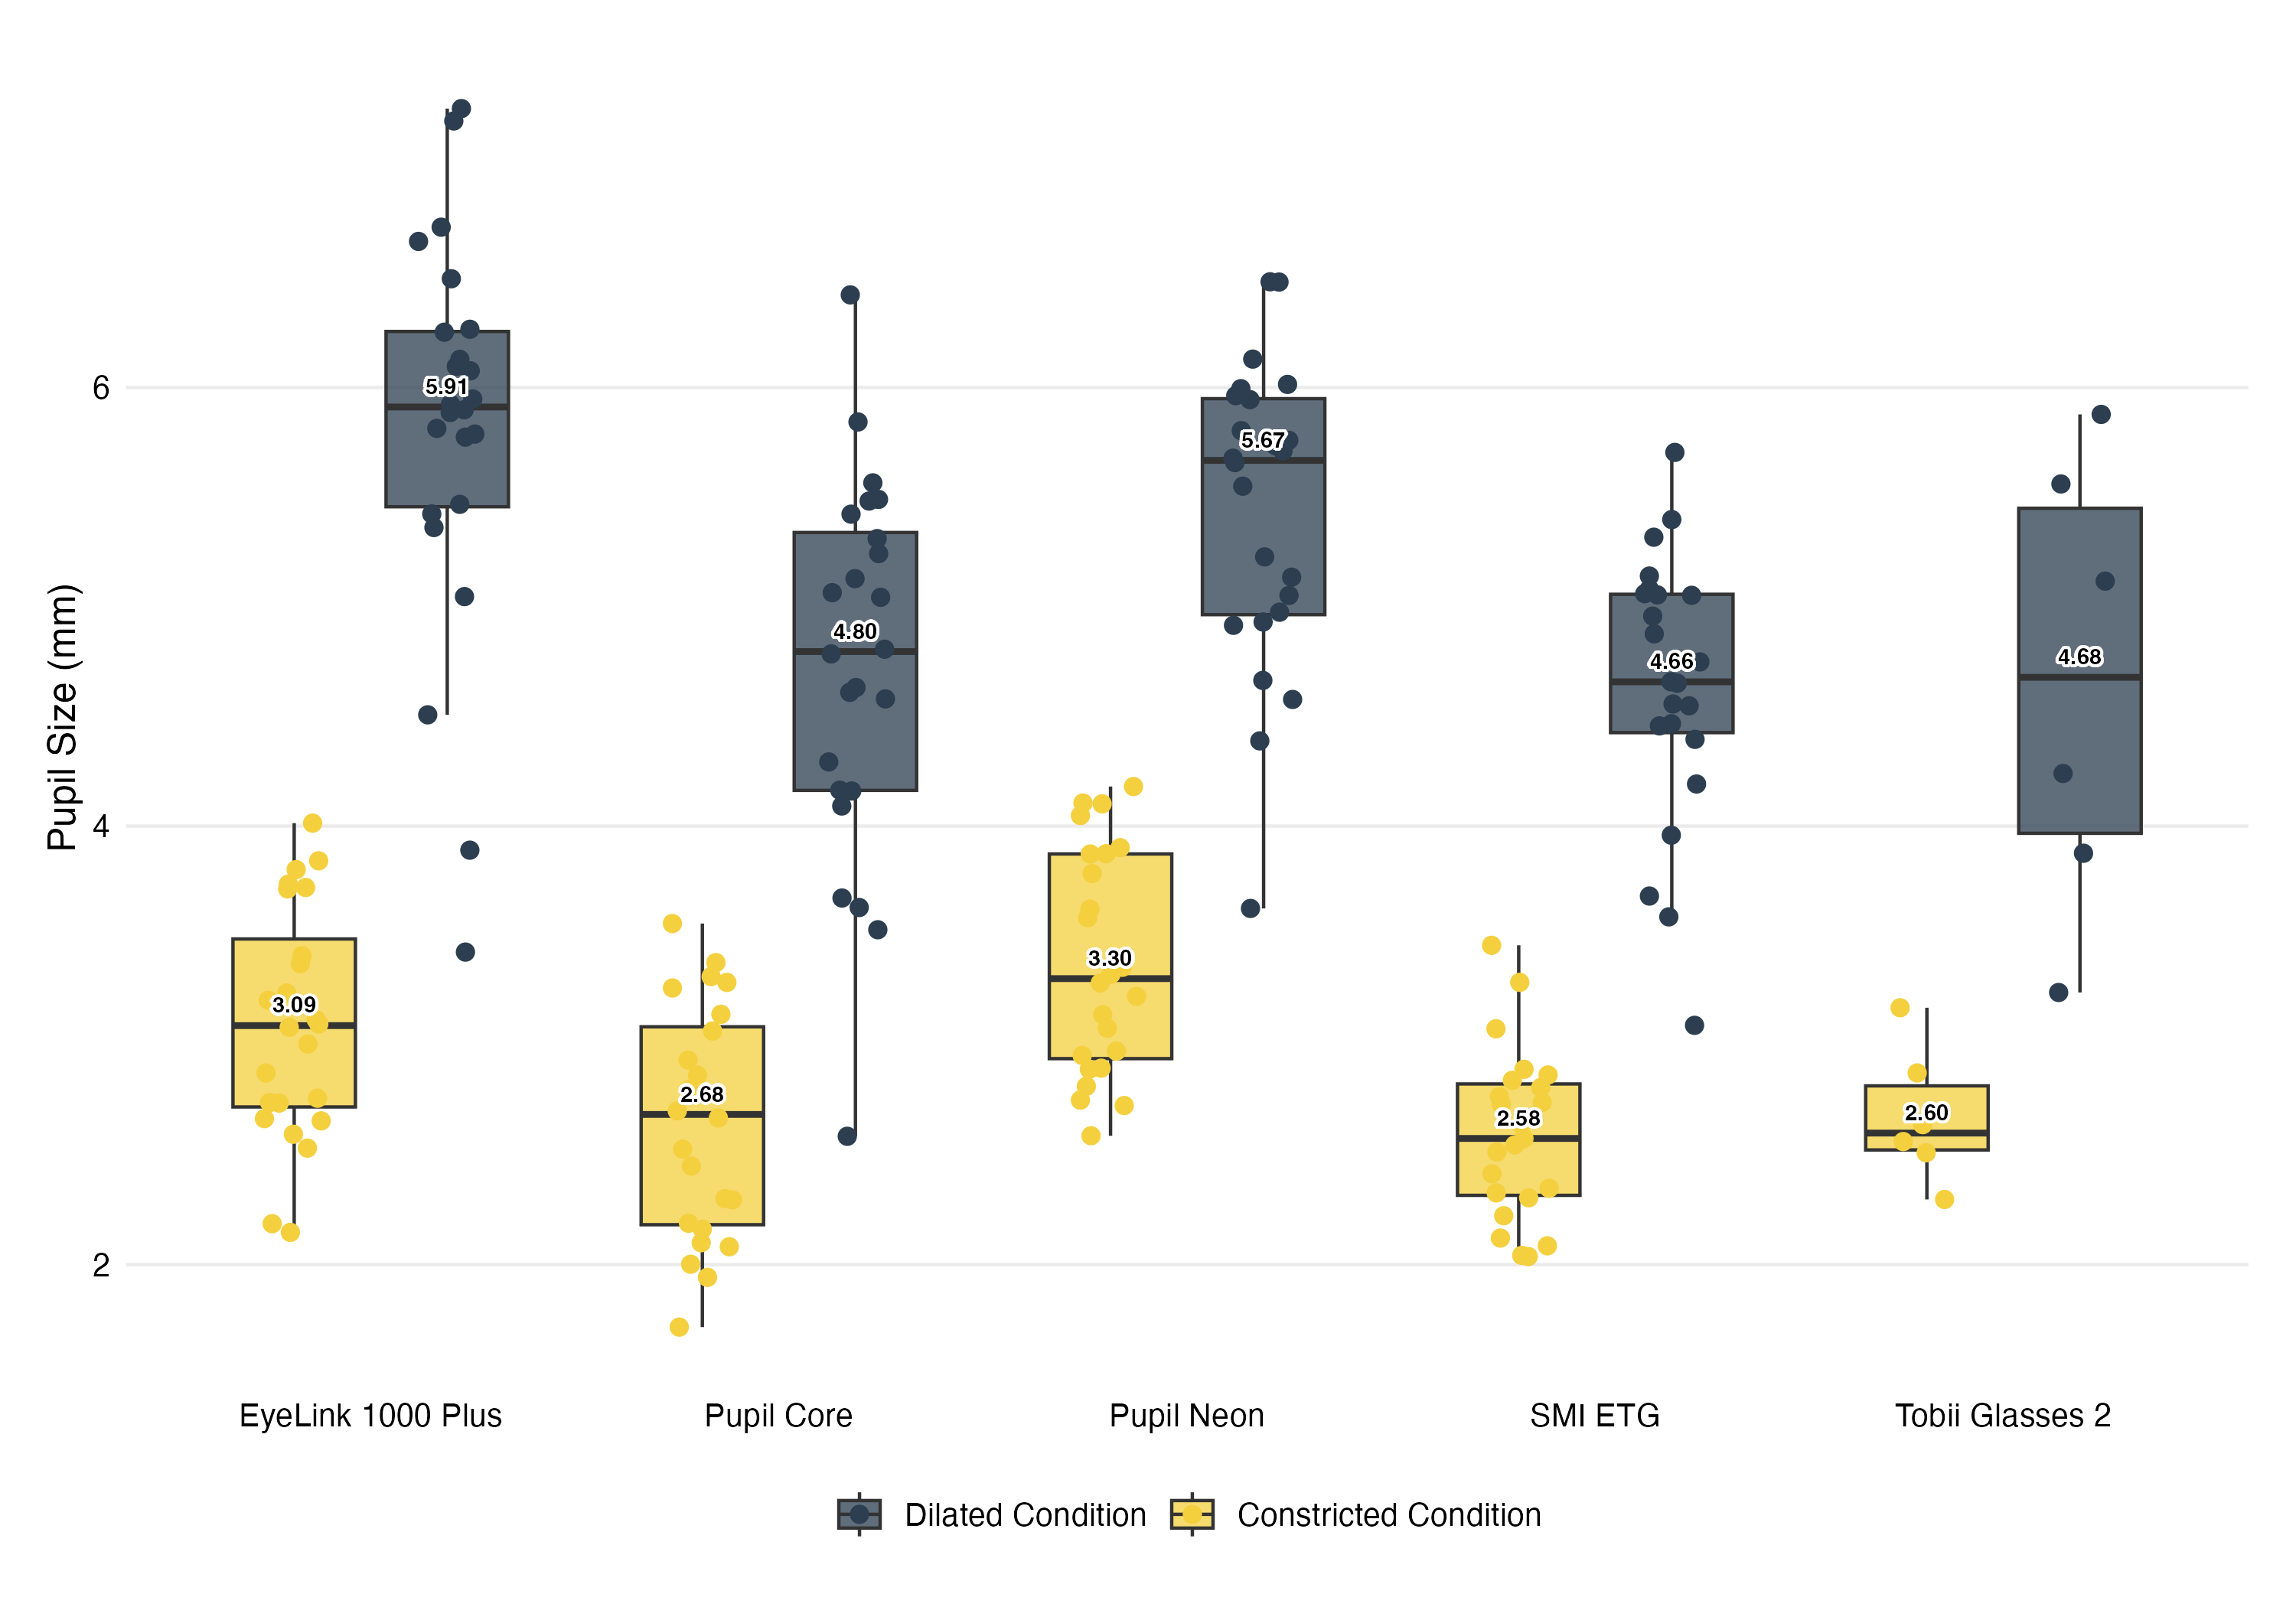 Pupil Size (mm)
6
4
2
5.91
4.80
5.67
4.66
4.68
3.09
2.68
3.30
2.58
2.60
EyeLink 1000 Plus
Pupil Core
Pupil Neon
SMI ETG
Tobii Glasses 2
Dilated Condition
Constricted Condition